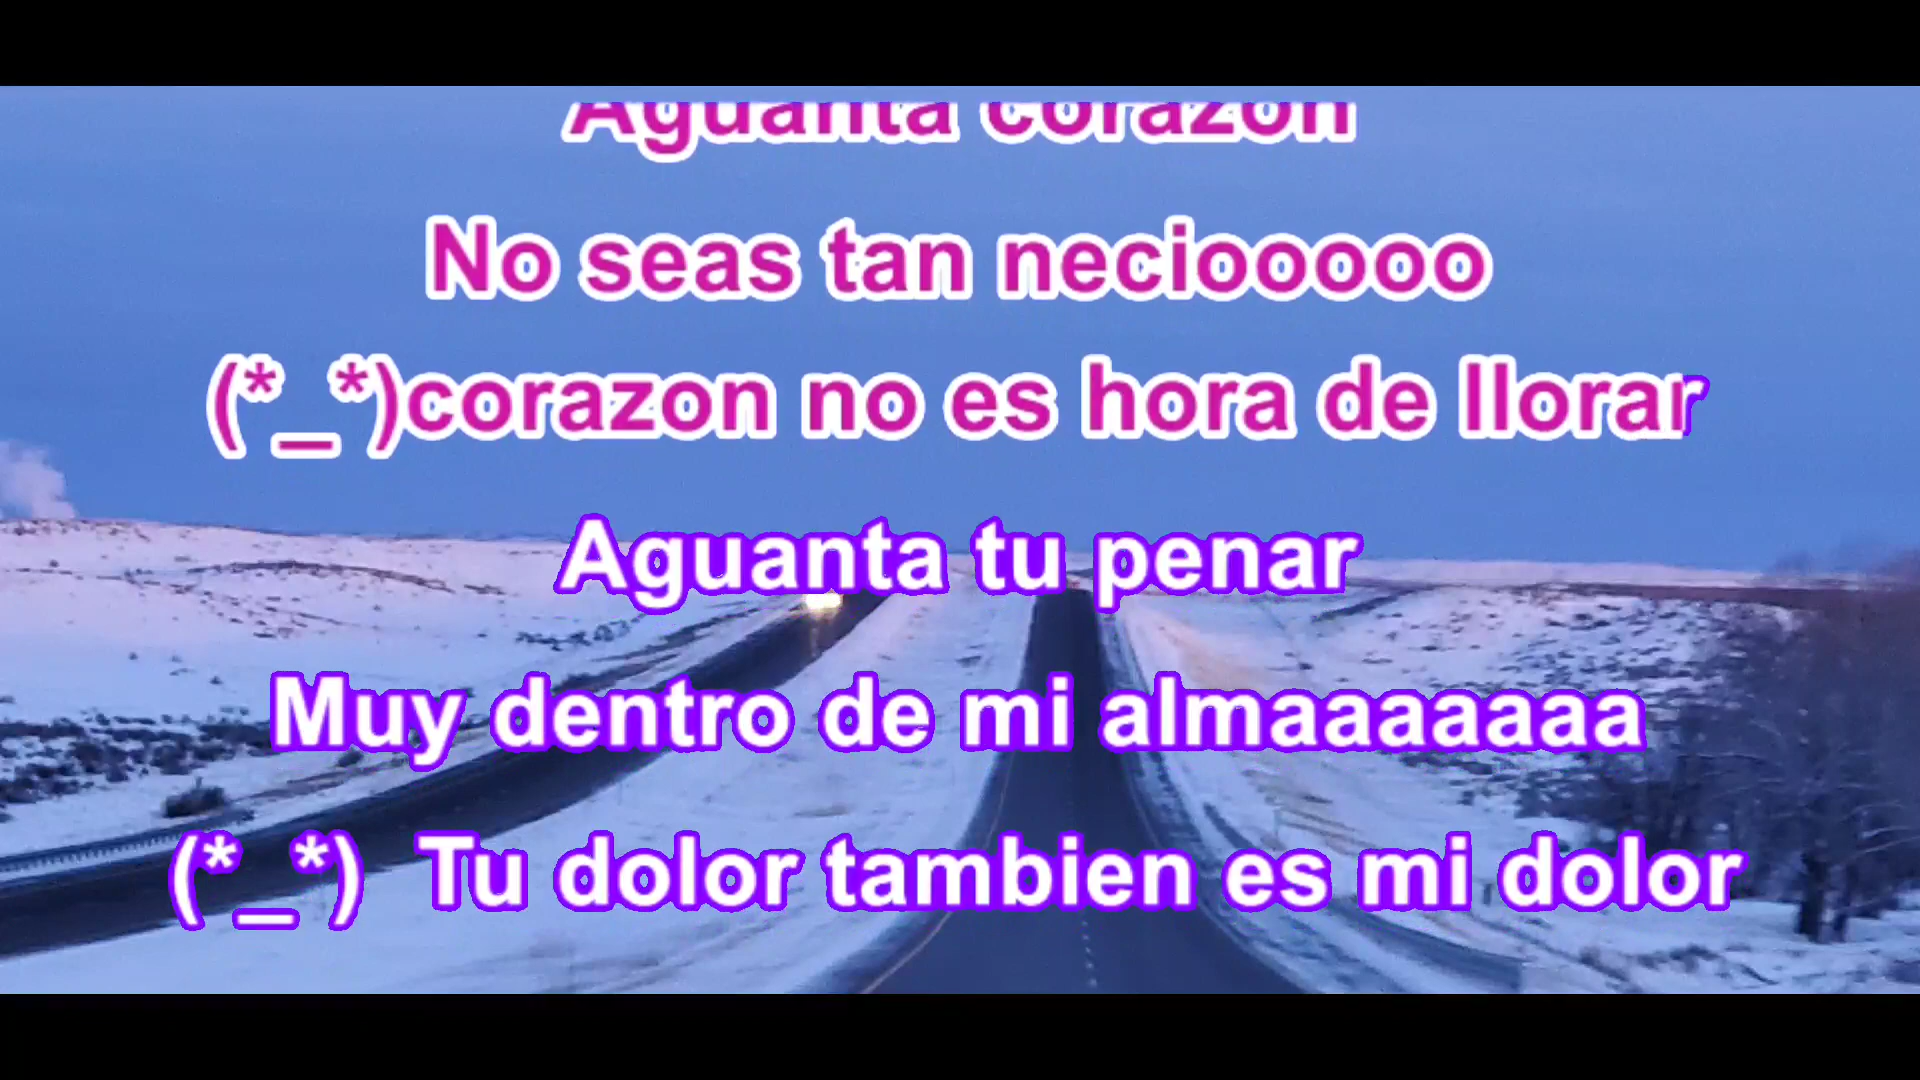 Aguanta corazon
No seas tan neciooooo
(*_*)corazon no es hora de llorar
Aguanta tu penar
Muy dentro de mi almaaaaaaa
(*_*) Tu dolor tambien es mi dolor